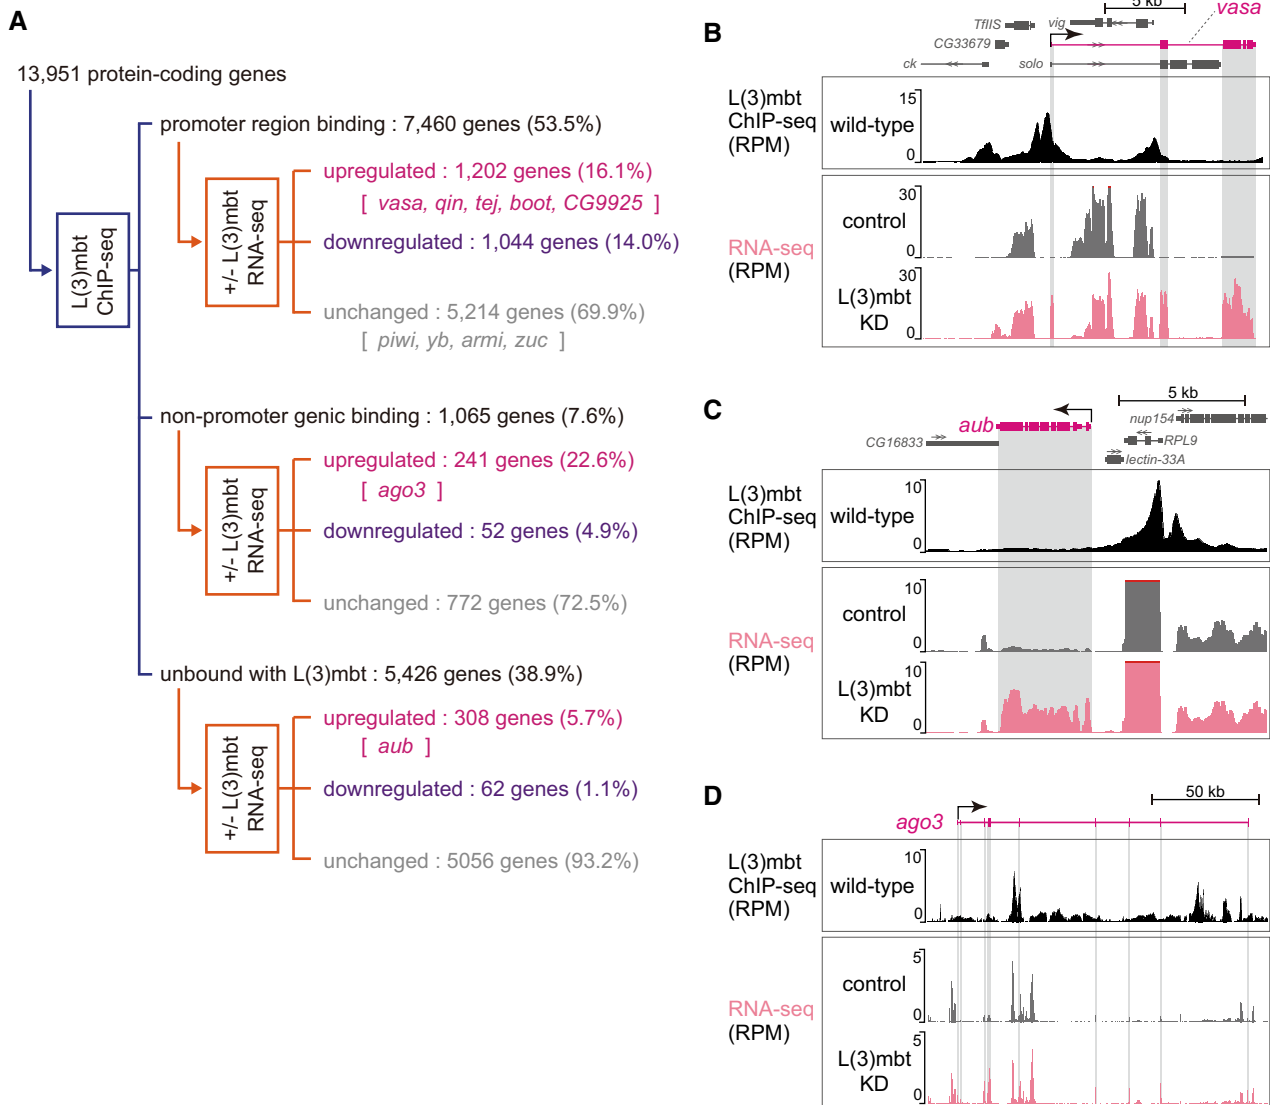 A
13,951 protein-coding genes
L(3)mbt
ChIP-seq
promoter region binding : 7,460 genes (53.5%)
+/- L(3)mbt
RNA-seq
upregulated : 1,202 genes (16.1%)
[ vasa, qin, tej, boot, CG9925 ]
downregulated : 1,044 genes (14.0%)
unchanged : 5,214 genes (69.9%)
[ piwi, yb, armi, zuc ]
non-promoter genic binding : 1,065 genes (7.6%)
+/- L(3)mbt
RNA-seq
upregulated : 241 genes (22.6%)
[ ago3 ]
downregulated : 52 genes (4.9%)
unchanged : 772 genes (72.5%)
unbound with L(3)mbt : 5,426 genes (38.9%)
+/- L(3)mbt
RNA-seq
upregulated : 308 genes (5.7%)
[ aub ]
downregulated : 62 genes (1.1%)
unchanged : 5056 genes (93.2%)
B
5 kb
vasa
TfIIS
vig
CG33679
ck
solo
L(3)mbt
ChIP-seq
(RPM)
wild-type
15
0
RNA-seq
(RPM)
control
30
0
L(3)mbt
KD
30
0
C
5 kb
nup154
aub
CG16833
RPL9
lectin-33A
L(3)mbt
ChIP-seq
(RPM)
wild-type
10
0
RNA-seq
(RPM)
control
10
0
L(3)mbt
KD
10
0
D
50 kb
ago3
L(3)mbt
ChIP-seq
(RPM)
wild-type
10
0
RNA-seq
(RPM)
control
5
0
L(3)mbt
KD
5
0